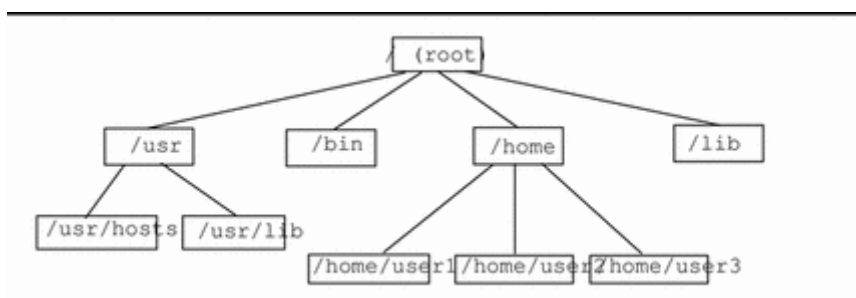 / (root)
/usr
/bin
/home
/lib
/usr/hosts
/usr/lib
/home/user1
/home/user2
/home/user3